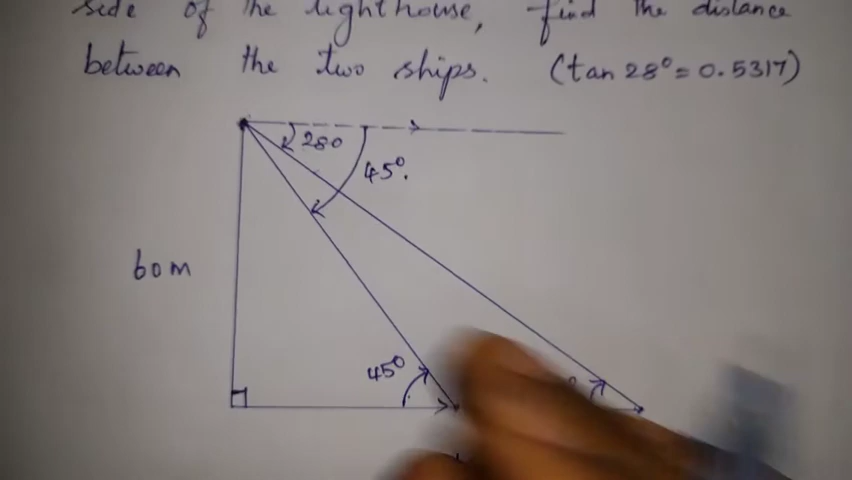 side of the lighthouse, find the distance
between the two ships. (tan 28° = 0.5317)
28°
45°.
60m
45°